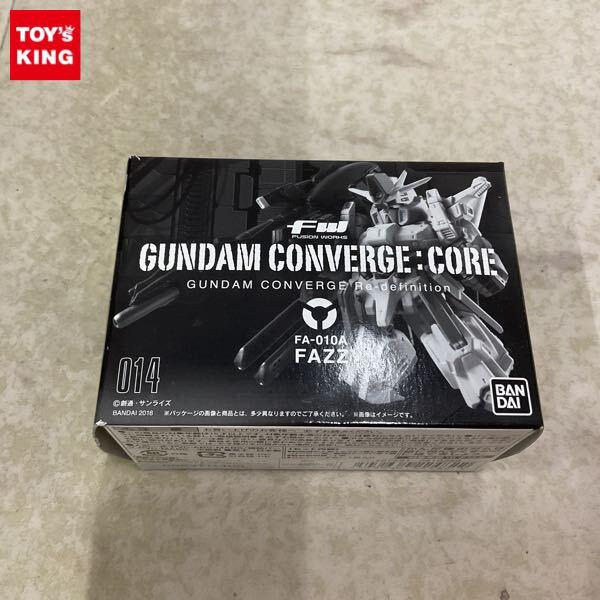 TOY's
KING
FW
FUSION WORKS
GUNDAM CONVERGE:CORE
GUNDAM CONVERGE Re-definition
FA-010A
FAZZ
014
©創通・サンライズ
BANDAI 2018 ※パッケージの画像と商品とは、多少異なりますのでご了承ください。 ※画像はイメージです。
BAN
DAI